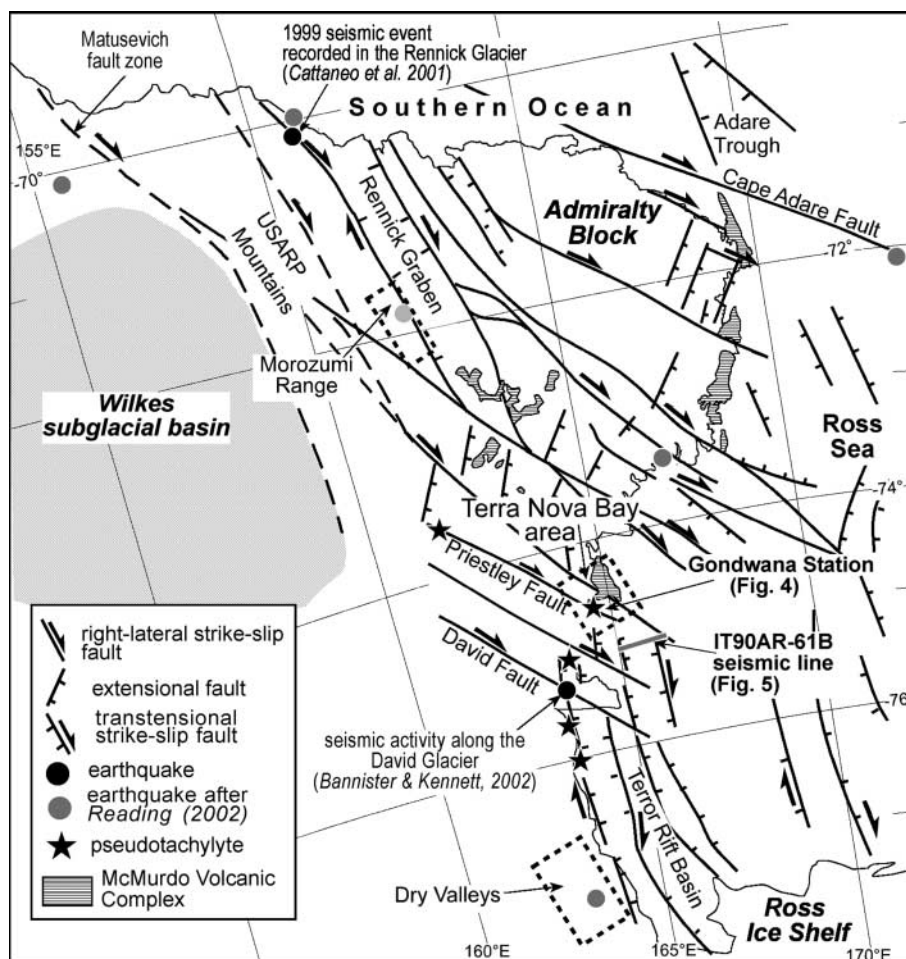 Matusevich
fault zone
1999 seismic event
recorded in the Rennick Glacier
(Cattaneo et al. 2001)
Southern Ocean
Adare
Trough
155°E
-70°
Cape Adare Fault
Rennick Graben
Admiralty
Block
USARP
Mountains
-72°
Morozumi
Range
Wilkes
subglacial basin
Ross
Sea
-74°
Terra Nova Bay
area
Priestley Fault
Gondwana Station
(Fig. 4)
IT90AR-61B
seismic line
(Fig. 5)
David Fault
-76°
seismic activity along the
David Glacier
(Bannister & Kennett, 2002)
Terror Rift Basin
Dry Valleys
Ross
Ice Shelf
160°E
165°E
170°E
right-lateral strike-slip
fault
extensional fault
transtensional
strike-slip fault
earthquake
earthquake after
Reading (2002)
pseudotachylyte
McMurdo Volcanic
Complex